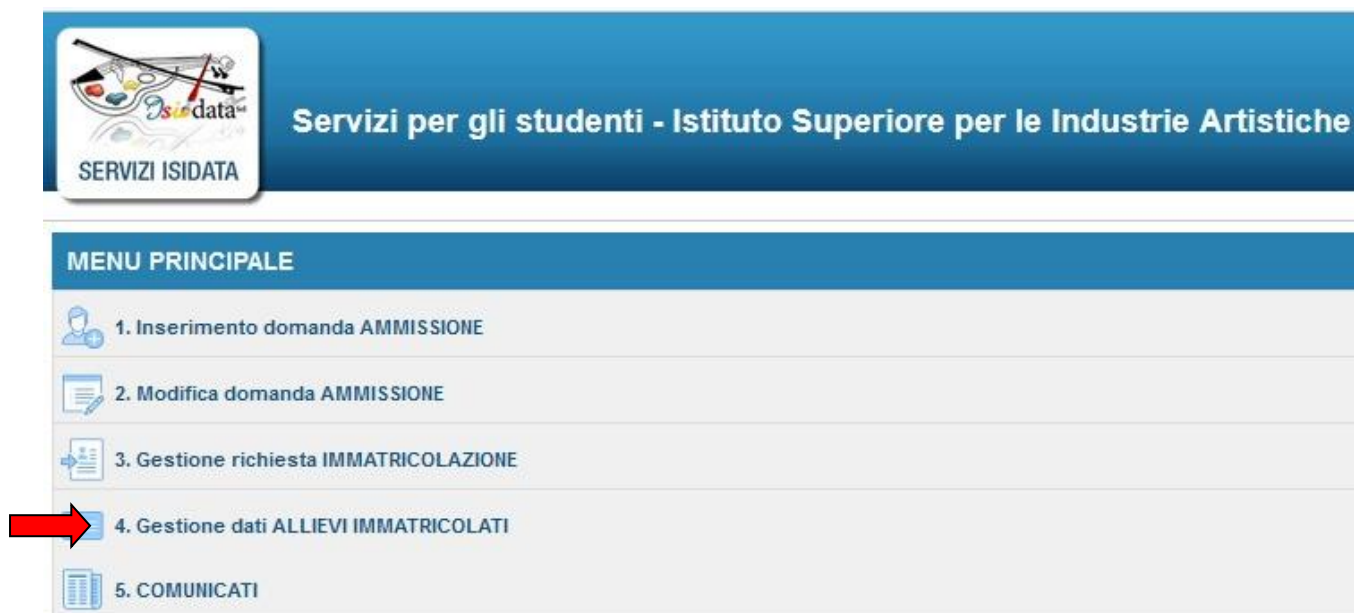 Isidata Srl
SERVIZI ISIDATA
Servizi per gli studenti - Istituto Superiore per le Industrie Artistiche
MENU PRINCIPALE
1. Inserimento domanda AMMISSIONE
2. Modifica domanda AMMISSIONE
3. Gestione richiesta IMMATRICOLAZIONE
4. Gestione dati ALLIEVI IMMATRICOLATI
5. COMUNICATI